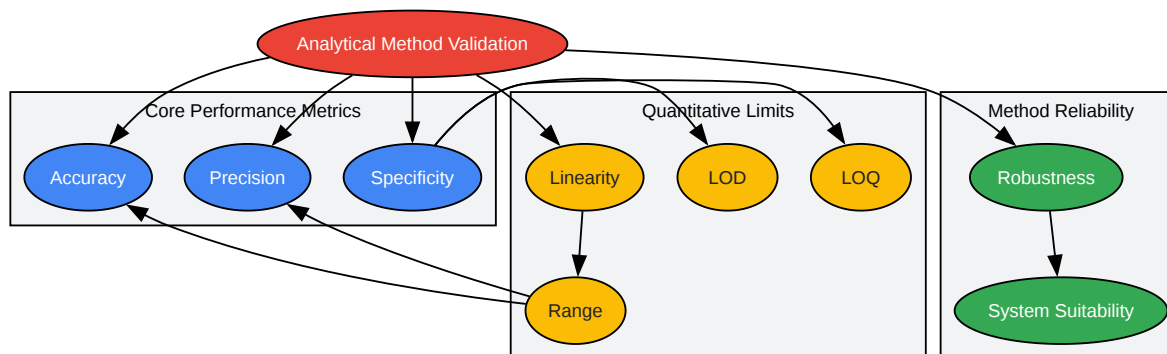 Analytical Method Validation
Core Performance Metrics
Accuracy
Precision
Specificity
Quantitative Limits
Linearity
LOD
LOQ
Range
Method Reliability
Robustness
System Suitability